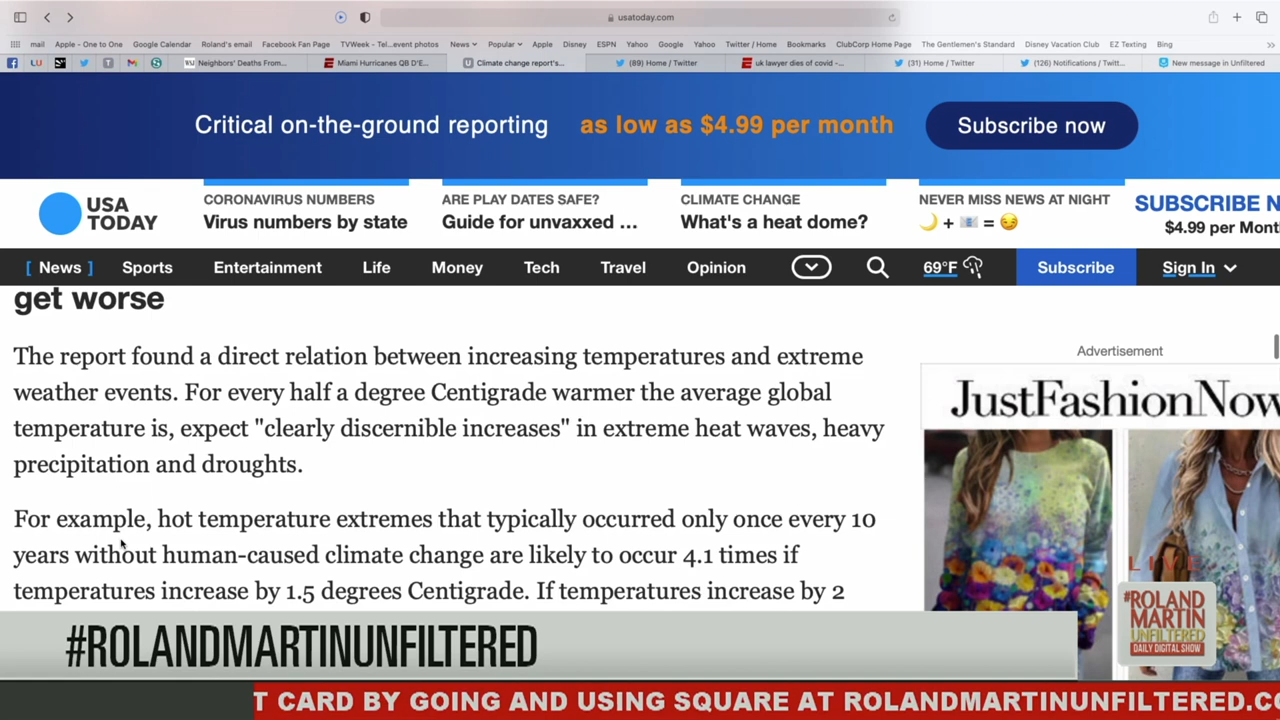 usatoday.com
mail Apple - One to One Google Calendar Roland's email Facebook Fan Page TVWeek - Tel...event photos News Popular Apple Disney ESPN Yahoo Google Yahoo Twitter / Home Bookmarks ClubCorp Home Page The Gentlemen's Standard Disney Vacation Club EZ Texting Bing
Neighbors' Deaths From... Miami Hurricanes QB D'E... Climate change report's... (89) Home / Twitter uk lawyer dies of covid -... (31) Home / Twitter (126) Notifications / Twitt... New message in Unfiltered
Critical on-the-ground reporting as low as $4.99 per month Subscribe now
USA
TODAY
CORONAVIRUS NUMBERS
Virus numbers by state
ARE PLAY DATES SAFE?
Guide for unvaxxed ...
CLIMATE CHANGE
What's a heat dome?
NEVER MISS NEWS AT NIGHT
+ =
SUBSCRIBE N
$4.99 per Mont
[ News ] Sports Entertainment Life Money Tech Travel Opinion 69°F Subscribe Sign In
get worse
The report found a direct relation between increasing temperatures and extreme
weather events. For every half a degree Centigrade warmer the average global
temperature is, expect "clearly discernible increases" in extreme heat waves, heavy
precipitation and droughts.
For example, hot temperature extremes that typically occurred only once every 10
years without human-caused climate change are likely to occur 4.1 times if
temperatures increase by 1.5 degrees Centigrade. If temperatures increase by 2
Advertisement
JustFashionNow
LIVE
#ROLAND
MARTIN
UNFILTERED
DAILY DIGITAL SHOW
#ROLANDMARTINUNFILTERED
T CARD BY GOING AND USING SQUARE AT ROLANDMARTINUNFILTERED.CO